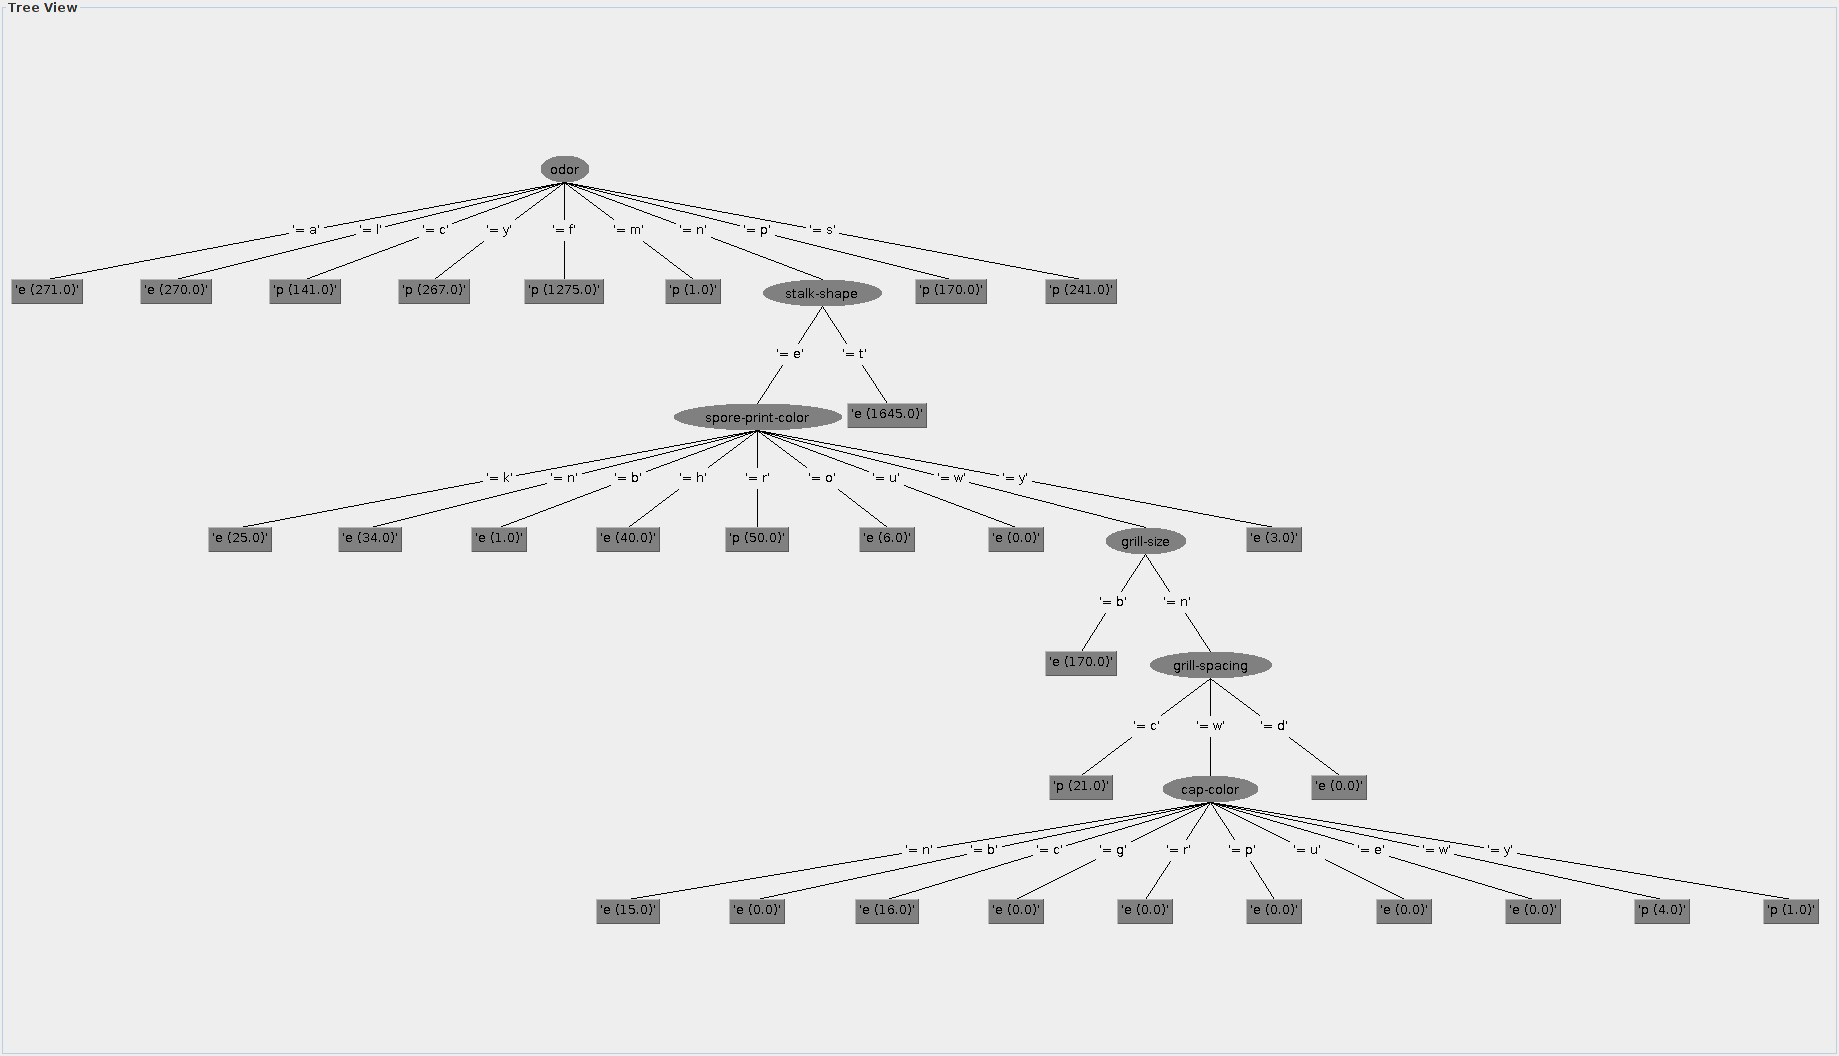 Tree View
odor
'= a' '= l' '= c' '= y' '= f' '= m' '= n' '= p' '= s'
'e (271.0)' 'e (270.0)' 'p (141.0)' 'p (267.0)' 'p (1275.0)' 'p (1.0)' stalk-shape 'p (170.0)' 'p (241.0)'
'= e' '= t'
spore-print-color 'e (1645.0)'
'= k' '= n' '= b' '= h' '= r' '= o' '= u' '= w' '= y'
'e (25.0)' 'e (34.0)' 'e (1.0)' 'e (40.0)' 'p (50.0)' 'e (6.0)' 'e (0.0)' grill-size 'e (3.0)'
'= b' '= n'
'e (170.0)' grill-spacing
'= c' '= w' '= d'
'p (21.0)' cap-color 'e (0.0)'
'= n' '= b' '= c' '= g' '= r' '= p' '= u' '= e' '= w' '= y'
'e (15.0)' 'e (0.0)' 'e (16.0)' 'e (0.0)' 'e (0.0)' 'e (0.0)' 'e (0.0)' 'e (0.0)' 'p (4.0)' 'p (1.0)'